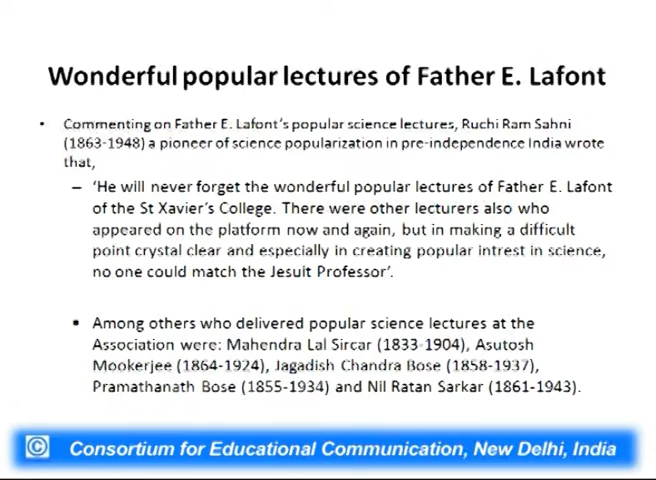 Wonderful popular lectures of Father E. Lafont
• Commenting on Father E. Lafont's popular science lectures, Ruchi Ram Sahni
(1863-1948) a pioneer of science popularization in pre-independence India wrote
that,
– 'He will never forget the wonderful popular lectures of Father E. Lafont
of the St Xavier's College. There were other lecturers also who
appeared on the platform now and again, but in making a difficult
point crystal clear and especially in creating popular intrest in science,
no one could match the Jesuit Professor'.
▪ Among others who delivered popular science lectures at the
Association were: Mahendra Lal Sircar (1833-1904), Asutosh
Mookerjee (1864-1924), Jagadish Chandra Bose (1858-1937),
Pramathanath Bose (1855-1934) and Nil Ratan Sarkar (1861-1943).
© Consortium for Educational Communication, New Delhi, India